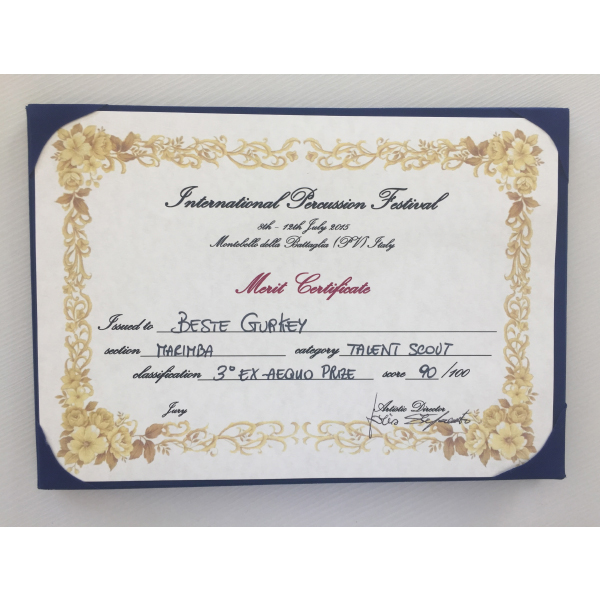 International Percussion Festival
8th - 12th July 2015
Montebello della Battaglia (PV) Italy
Merit Certificate
Issued to BESTE GURKEY
section MARIMBA category TALENT SCOUT
classification 3° EX-AEQUO PRIZE score 90 /100
Jury Artistic Director